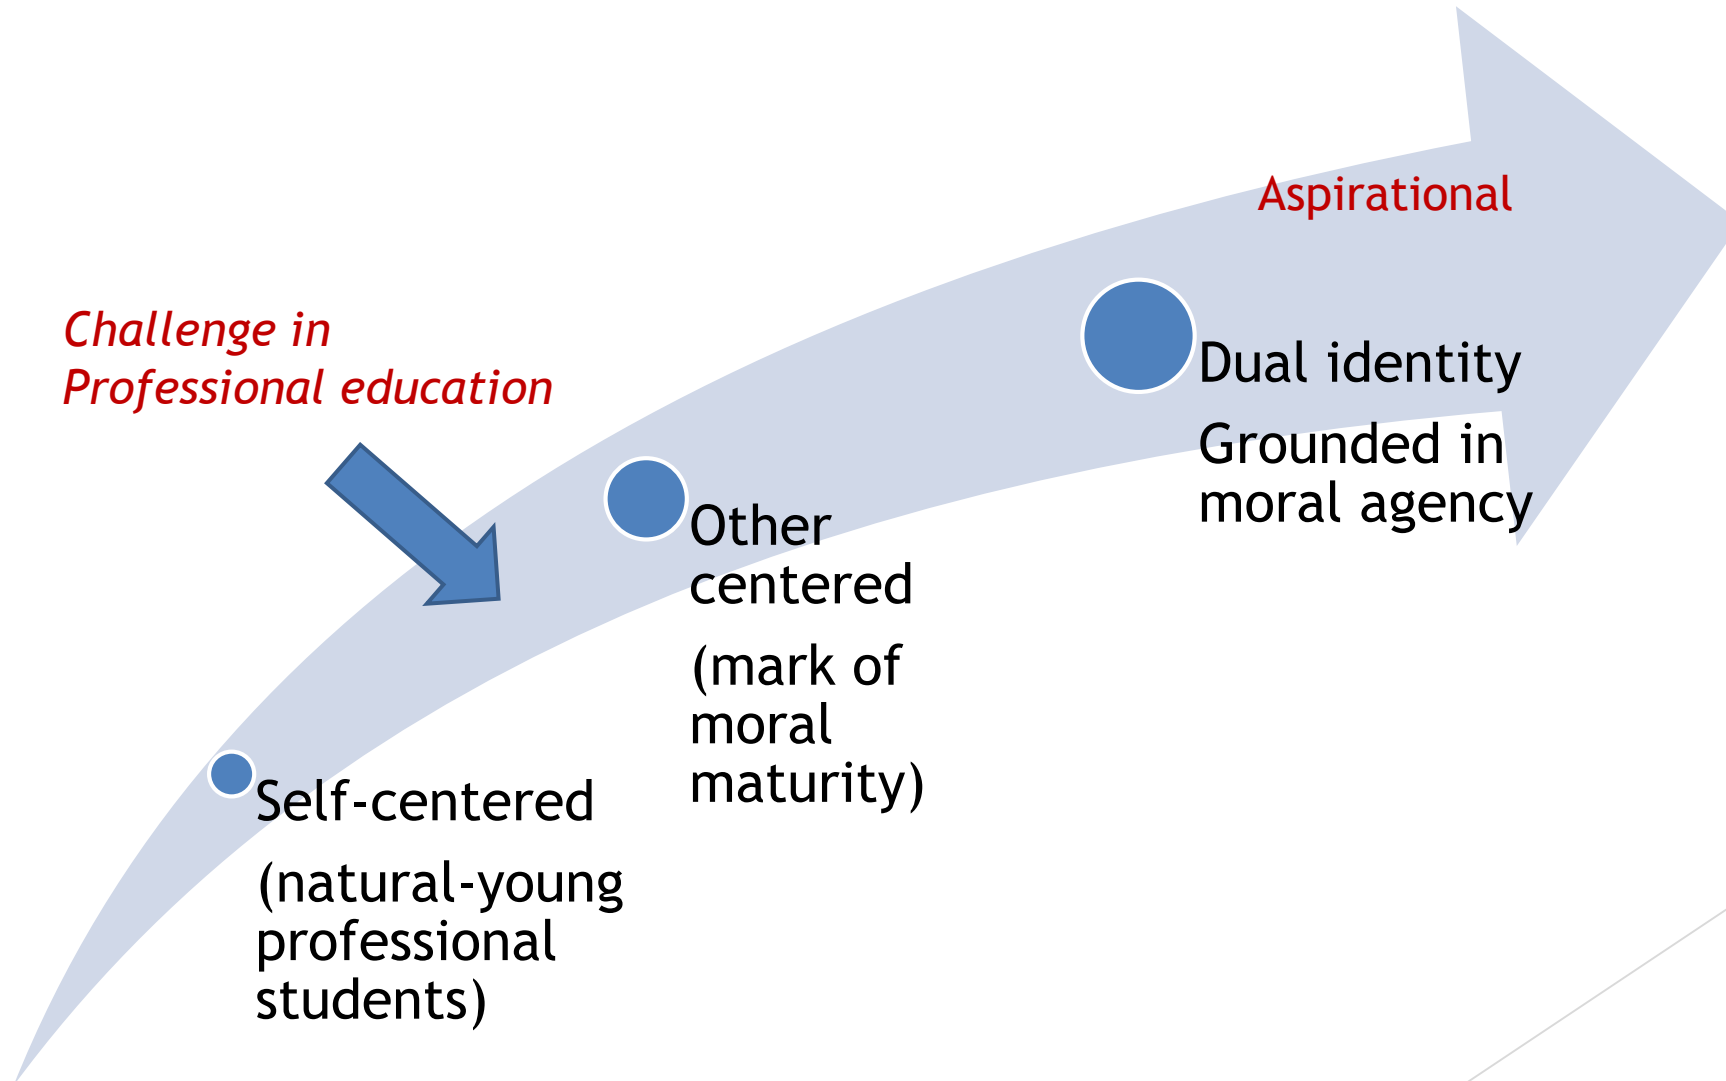 Aspirational
Challenge in
Professional education
Dual identity
Grounded in
moral agency
Other
centered
(mark of
moral
maturity)
Self-centered
(natural-young
professional
students)